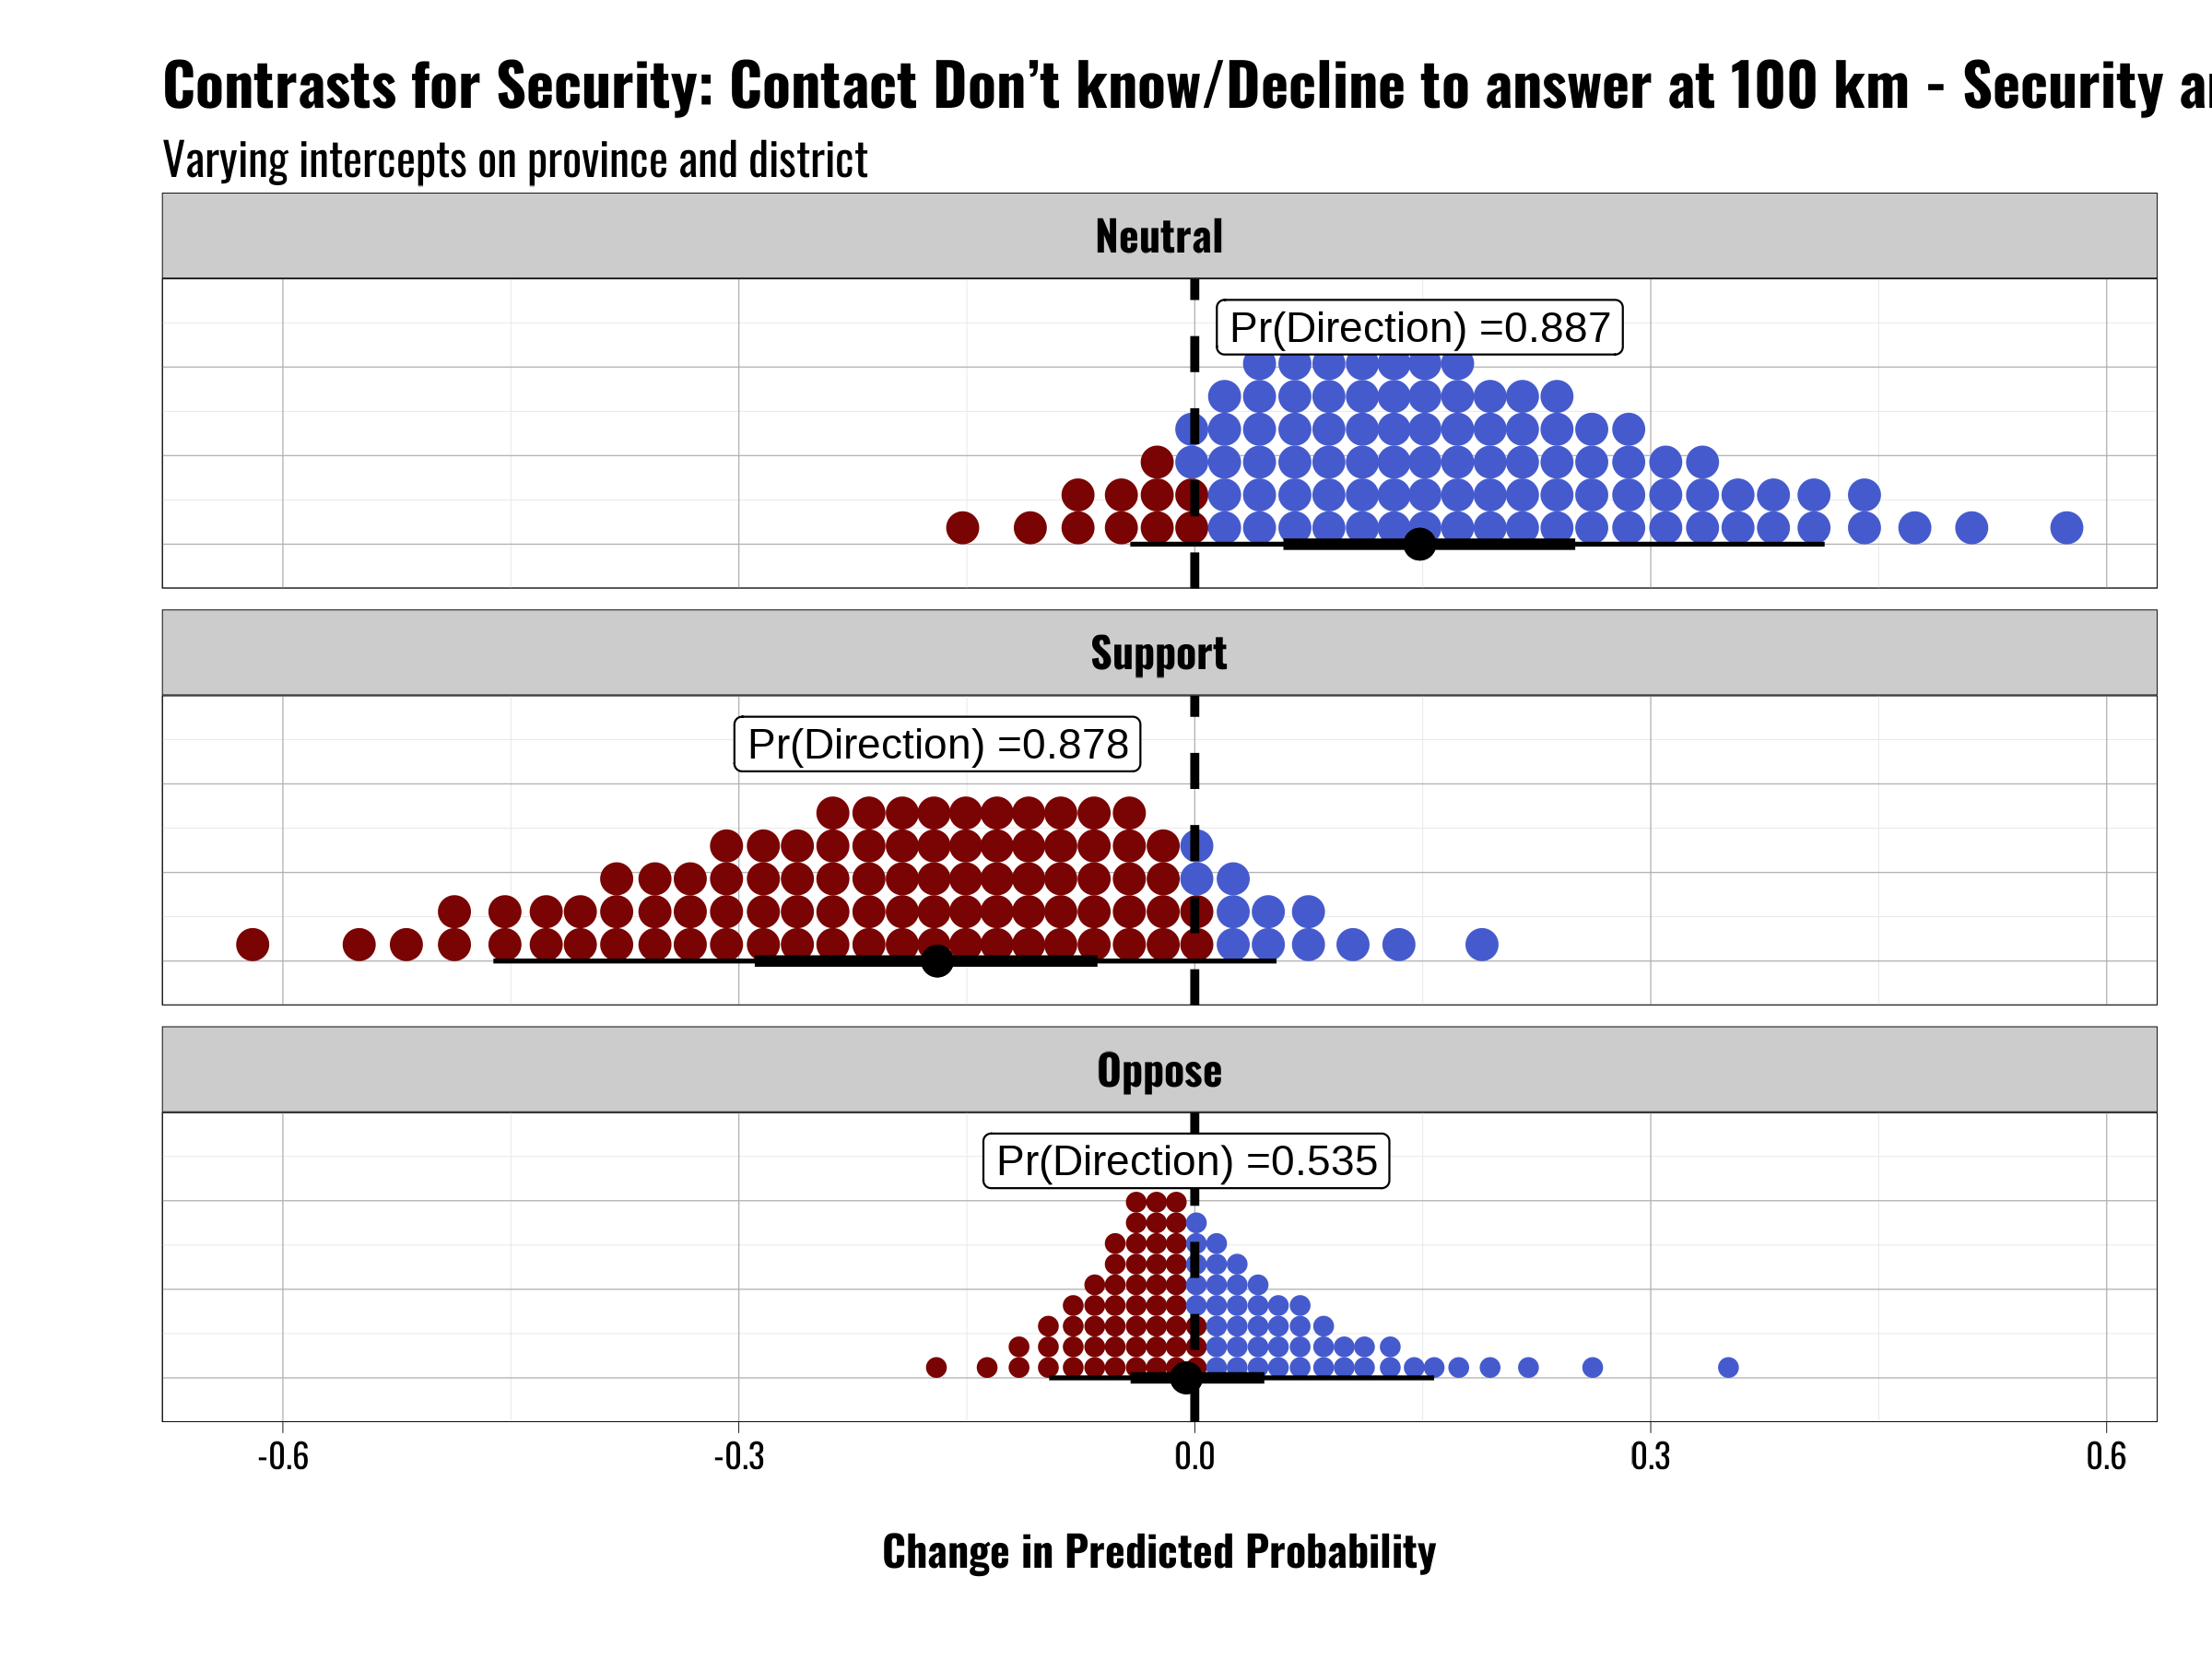 Contrasts for Security: Contact Don’t know/Decline to answer at 100 km - Security
Varying intercepts on province and district
Neutral
Pr(Direction) =0.887
Support
Pr(Direction) =0.878
Oppose
Pr(Direction) =0.535
-0.6 -0.3 0.0 0.3 0.6
Change in Predicted Probability